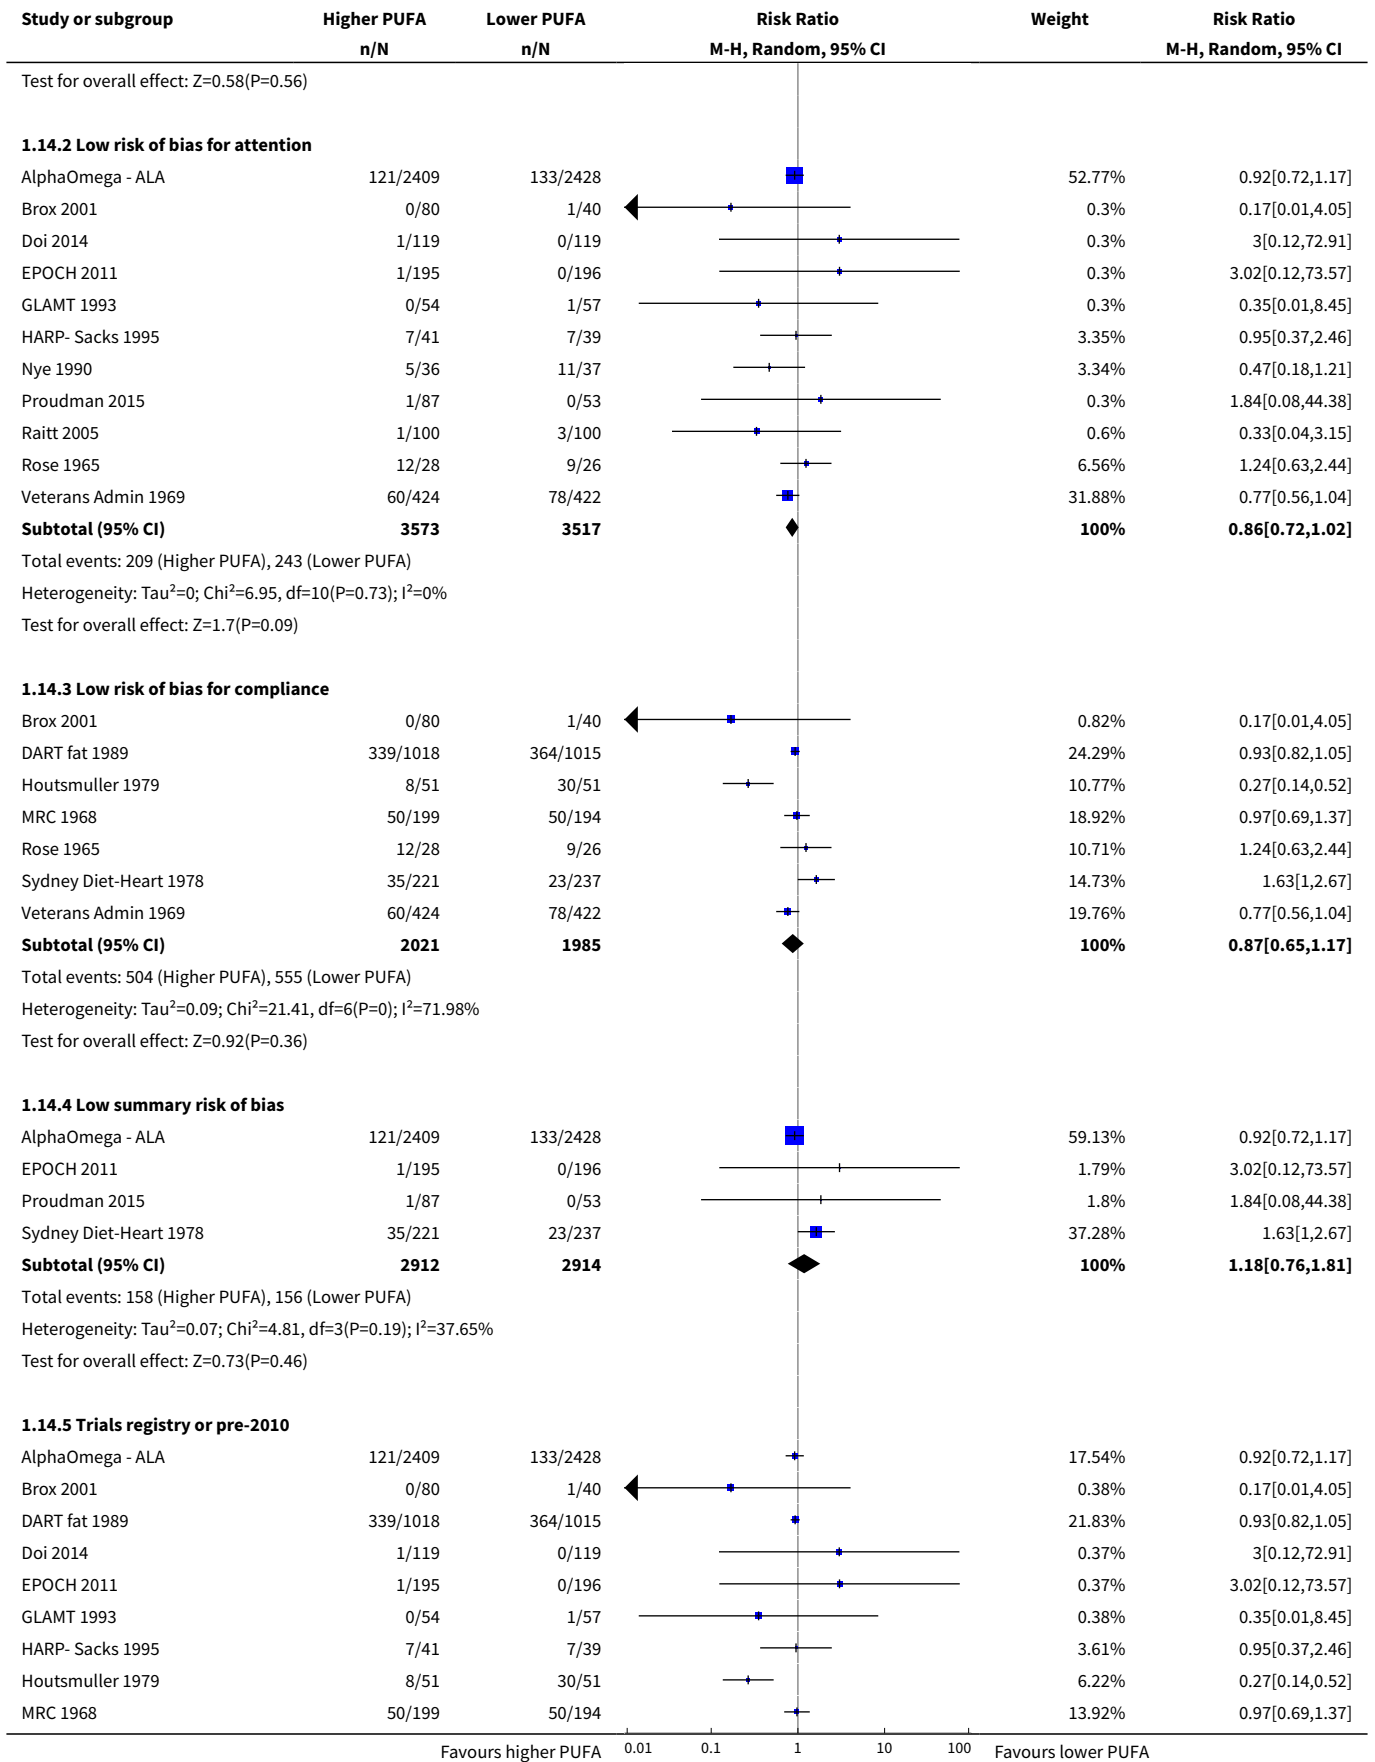 Study or subgroup Higher PUFA Lower PUFA Risk Ratio Weight Risk Ratio
n/N n/N M-H, Random, 95% CI M-H, Random, 95% CI
Test for overall effect: Z=0.58(P=0.56)
1.14.2 Low risk of bias for attention
AlphaOmega - ALA 121/2409 133/2428 52.77% 0.92[0.72,1.17]
Brox 2001 0/80 1/40 0.3% 0.17[0.01,4.05]
Doi 2014 1/119 0/119 0.3% 3[0.12,72.91]
EPOCH 2011 1/195 0/196 0.3% 3.02[0.12,73.57]
GLAMT 1993 0/54 1/57 0.3% 0.35[0.01,8.45]
HARP- Sacks 1995 7/41 7/39 3.35% 0.95[0.37,2.46]
Nye 1990 5/36 11/37 3.34% 0.47[0.18,1.21]
Proudman 2015 1/87 0/53 0.3% 1.84[0.08,44.38]
Raitt 2005 1/100 3/100 0.6% 0.33[0.04,3.15]
Rose 1965 12/28 9/26 6.56% 1.24[0.63,2.44]
Veterans Admin 1969 60/424 78/422 31.88% 0.77[0.56,1.04]
Subtotal (95% CI) 3573 3517 100% 0.86[0.72,1.02]
Total events: 209 (Higher PUFA), 243 (Lower PUFA)
Heterogeneity: Tau²=0; Chi²=6.95, df=10(P=0.73); I²=0%
Test for overall effect: Z=1.7(P=0.09)
1.14.3 Low risk of bias for compliance
Brox 2001 0/80 1/40 0.82% 0.17[0.01,4.05]
DART fat 1989 339/1018 364/1015 24.29% 0.93[0.82,1.05]
Houtsmuller 1979 8/51 30/51 10.77% 0.27[0.14,0.52]
MRC 1968 50/199 50/194 18.92% 0.97[0.69,1.37]
Rose 1965 12/28 9/26 10.71% 1.24[0.63,2.44]
Sydney Diet-Heart 1978 35/221 23/237 14.73% 1.63[1,2.67]
Veterans Admin 1969 60/424 78/422 19.76% 0.77[0.56,1.04]
Subtotal (95% CI) 2021 1985 100% 0.87[0.65,1.17]
Total events: 504 (Higher PUFA), 555 (Lower PUFA)
Heterogeneity: Tau²=0.09; Chi²=21.41, df=6(P=0); I²=71.98%
Test for overall effect: Z=0.92(P=0.36)
1.14.4 Low summary risk of bias
AlphaOmega - ALA 121/2409 133/2428 59.13% 0.92[0.72,1.17]
EPOCH 2011 1/195 0/196 1.79% 3.02[0.12,73.57]
Proudman 2015 1/87 0/53 1.8% 1.84[0.08,44.38]
Sydney Diet-Heart 1978 35/221 23/237 37.28% 1.63[1,2.67]
Subtotal (95% CI) 2912 2914 100% 1.18[0.76,1.81]
Total events: 158 (Higher PUFA), 156 (Lower PUFA)
Heterogeneity: Tau²=0.07; Chi²=4.81, df=3(P=0.19); I²=37.65%
Test for overall effect: Z=0.73(P=0.46)
1.14.5 Trials registry or pre-2010
AlphaOmega - ALA 121/2409 133/2428 17.54% 0.92[0.72,1.17]
Brox 2001 0/80 1/40 0.38% 0.17[0.01,4.05]
DART fat 1989 339/1018 364/1015 21.83% 0.93[0.82,1.05]
Doi 2014 1/119 0/119 0.37% 3[0.12,72.91]
EPOCH 2011 1/195 0/196 0.37% 3.02[0.12,73.57]
GLAMT 1993 0/54 1/57 0.38% 0.35[0.01,8.45]
HARP- Sacks 1995 7/41 7/39 3.61% 0.95[0.37,2.46]
Houtsmuller 1979 8/51 30/51 6.22% 0.27[0.14,0.52]
MRC 1968 50/199 50/194 13.92% 0.97[0.69,1.37]
Favours higher PUFA 0.01 0.1 1 10 100 Favours lower PUFA